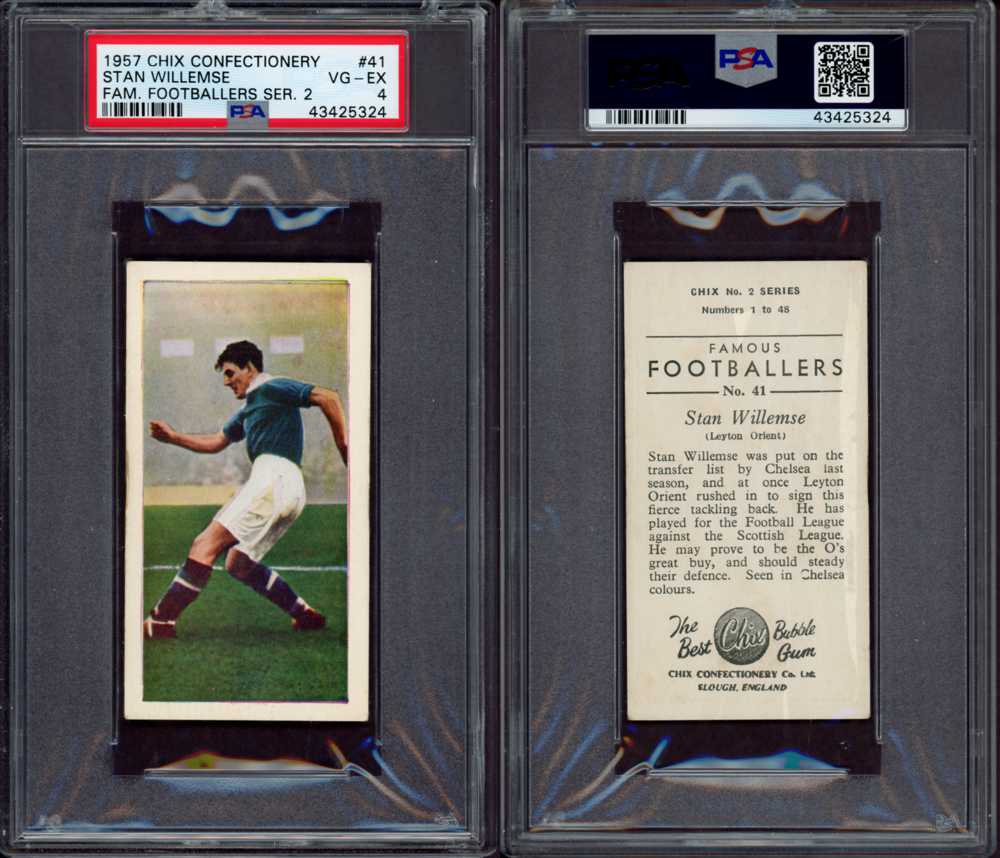 1957 CHIX CONFECTIONERY #41
STAN WILLEMSE VG-EX
FAM. FOOTBALLERS SER. 2 4
PSA 43425324
PSA
PSA
43425324
CHIX No. 2 SERIES
Numbers 1 to 48
FAMOUS
FOOTBALLERS
No. 41
Stan Willemse
(Leyton Orient)
Stan Willemse was put on the
transfer list by Chelsea last
season, and at once Leyton
Orient rushed in to sign this
fierce tackling back. He has
played for the Football League
against the Scottish League.
He may prove to be the O's
great buy, and should steady
their defence. Seen in Chelsea
colours.
The Best Chix Bubble Gum
CHIX CONFECTIONERY Co. Ltd.
SLOUGH, ENGLAND